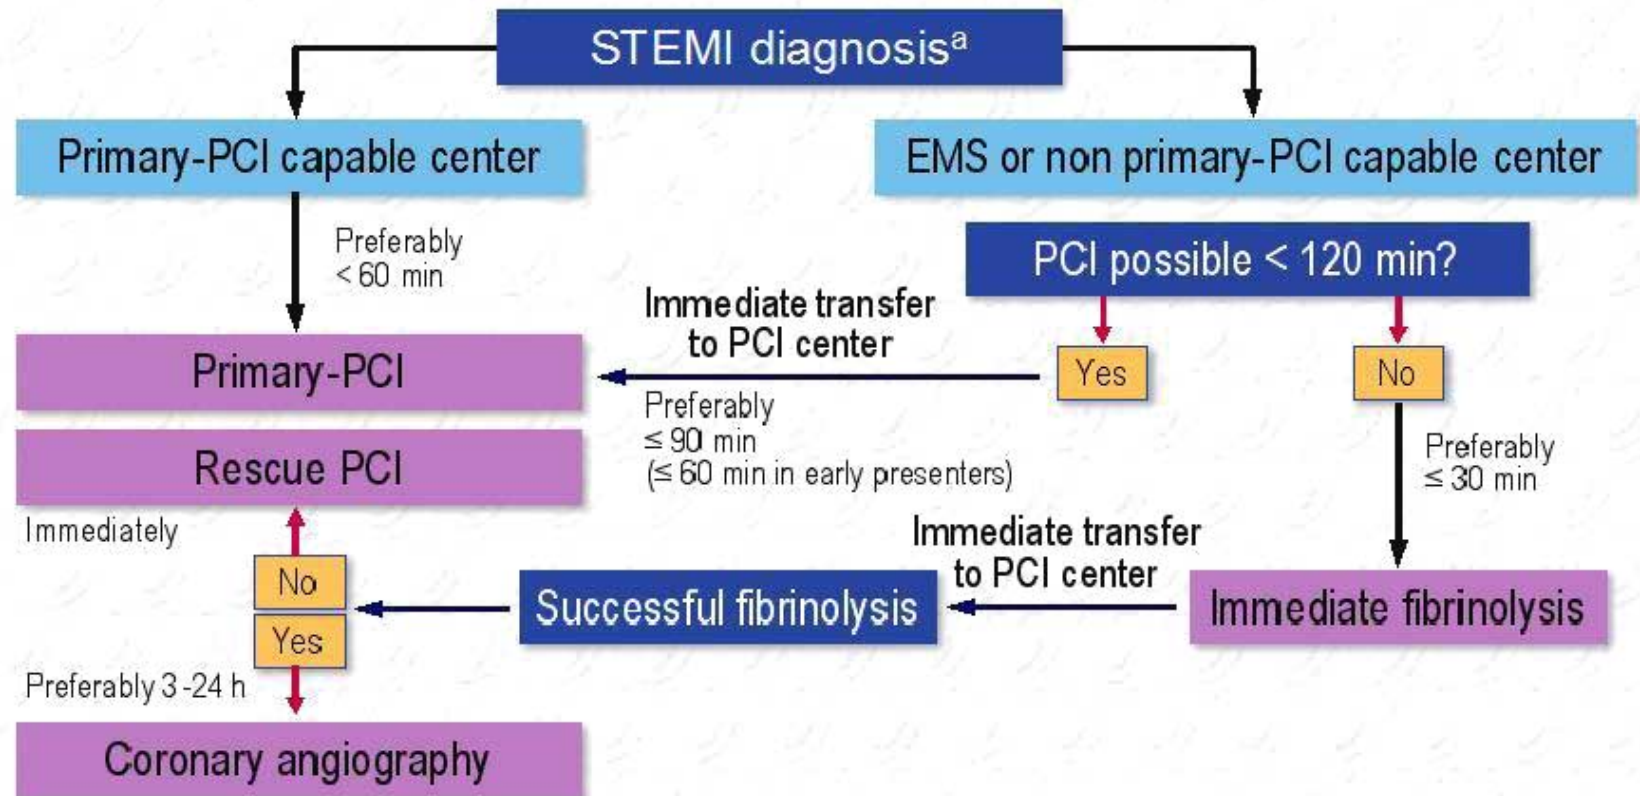 STEMI diagnosisᵃ
Primary-PCI capable center
EMS or non primary-PCI capable center
Preferably
< 60 min
PCI possible < 120 min?
Immediate transfer
to PCI center
Primary-PCI
Yes
No
Preferably
≤ 90 min
(≤ 60 min in early presenters)
Preferably
≤ 30 min
Rescue PCI
Immediately
Immediate transfer
to PCI center
No
Yes
Successful fibrinolysis
Immediate fibrinolysis
Preferably 3-24 h
Coronary angiography